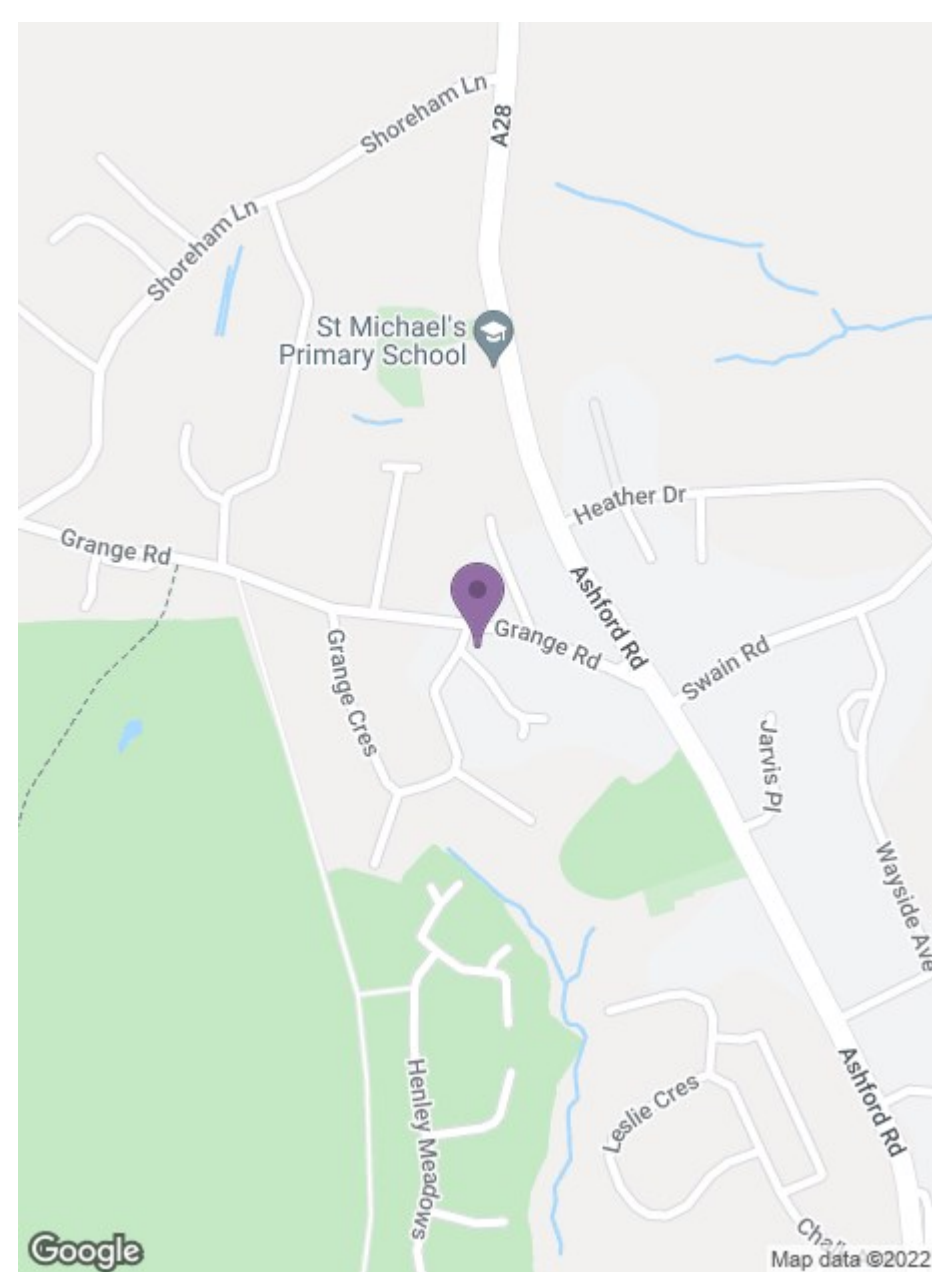 Shoreham Ln
A28
Shoreham Ln
St Michael's
Primary School
Heather Dr
Grange Rd
Ashford Rd
Grange Rd
Grange Cres
Swain Rd
Jarvis Pl
Wayside Ave
Henley Meadows
Leslie Cres
Ashford Rd
Google
Map data ©2022